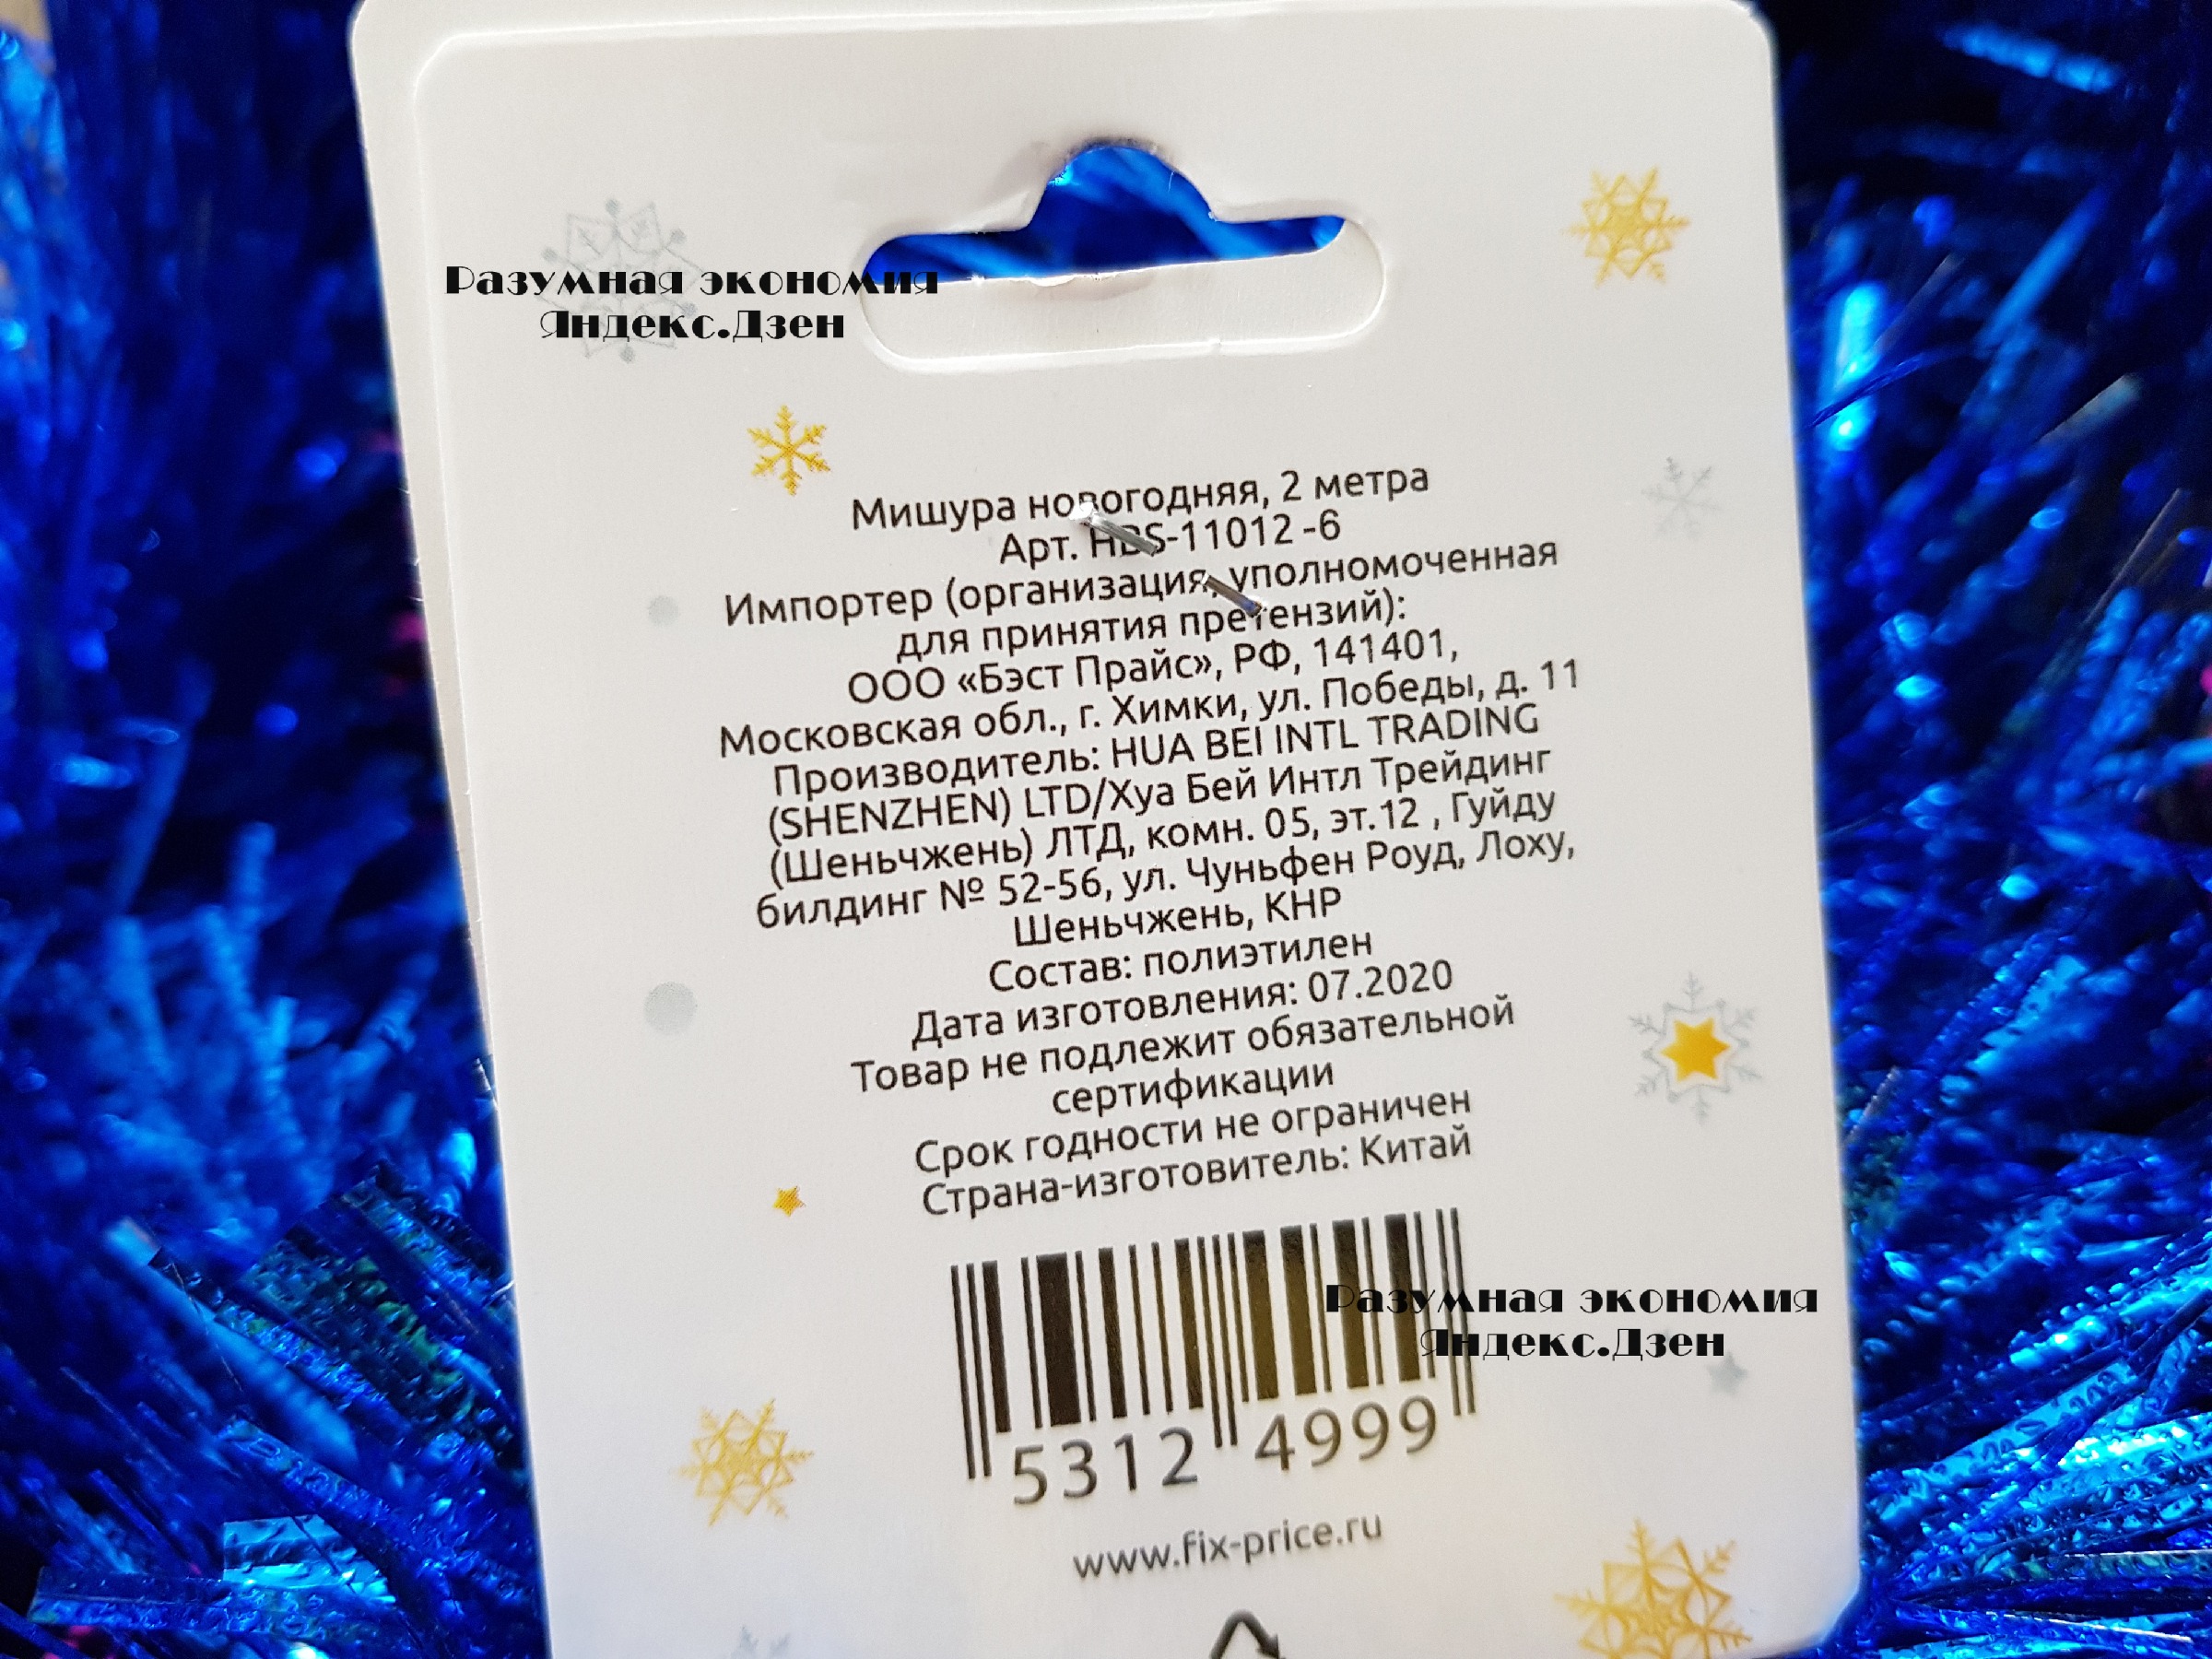 Разумная экономия
Яндекс.Дзен
Мишура новогодняя, 2 метра
Арт. HBS-11012 -6
Импортер (организация, уполномоченная
для принятия претензий):
ООО «Бэст Прайс», РФ, 141401,
Московская обл., г. Химки, ул. Победы, д. 11
Производитель: HUA BEI INTL TRADING
(SHENZHEN) LTD/Хуа Бей Интл Трейдинг
(Шеньчжень) ЛТД, комн. 05, эт.12 , Гуйду
билдинг № 52-56, ул. Чуньфен Роуд, Лоху,
Шеньчжень, КНР
Состав: полиэтилен
Дата изготовления: 07.2020
Товар не подлежит обязательной
сертификации
Срок годности не ограничен
Страна-изготовитель: Китай
Разумная экономия
Яндекс.Дзен
5312 4999
www.fix-price.ru